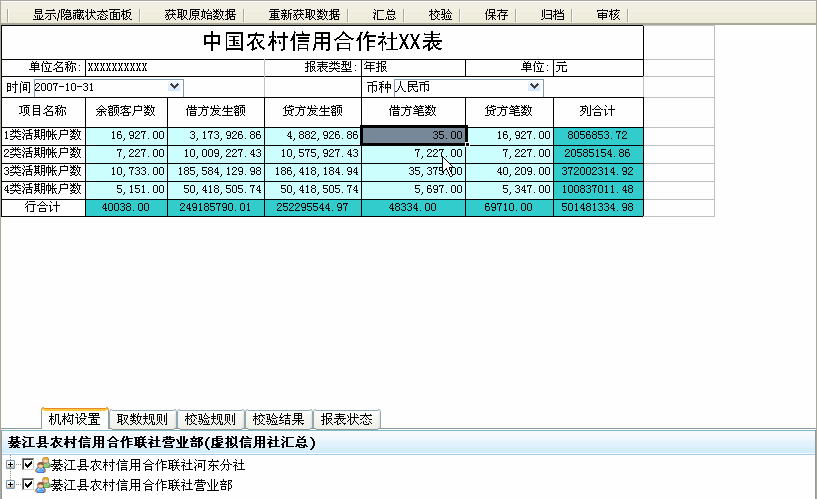 显示/隐藏状态面板 获取原始数据 重新获取数据 汇总 校验 保存 归档 审核
中国农村信用合作社XX表
单位名称: XXXXXXXXXX 报表类型: 年报 单位: 元
时间 2007-10-31 币种 人民币
项目名称 余额客户数 借方发生额 贷方发生额 借方笔数 贷方笔数 列合计
1类活期帐户数 16,927.00 3,173,926.86 4,882,926.86 35.00 16,927.00 8056853.72
2类活期帐户数 7,227.00 10,009,227.43 10,575,927.43 7,227.00 7,227.00 20585154.86
3类活期帐户数 10,733.00 185,584,129.98 186,418,184.94 35,375.00 40,209.00 372002314.92
4类活期帐户数 5,151.00 50,418,505.74 50,418,505.74 5,697.00 5,347.00 100837011.48
行合计 40038.00 249185790.01 252295544.97 48334.00 69710.00 501481334.98
机构设置 取数规则 校验规则 校验结果 报表状态
綦江县农村信用合作联社营业部(虚拟信用社汇总)
綦江县农村信用合作联社河东分社
綦江县农村信用合作联社营业部